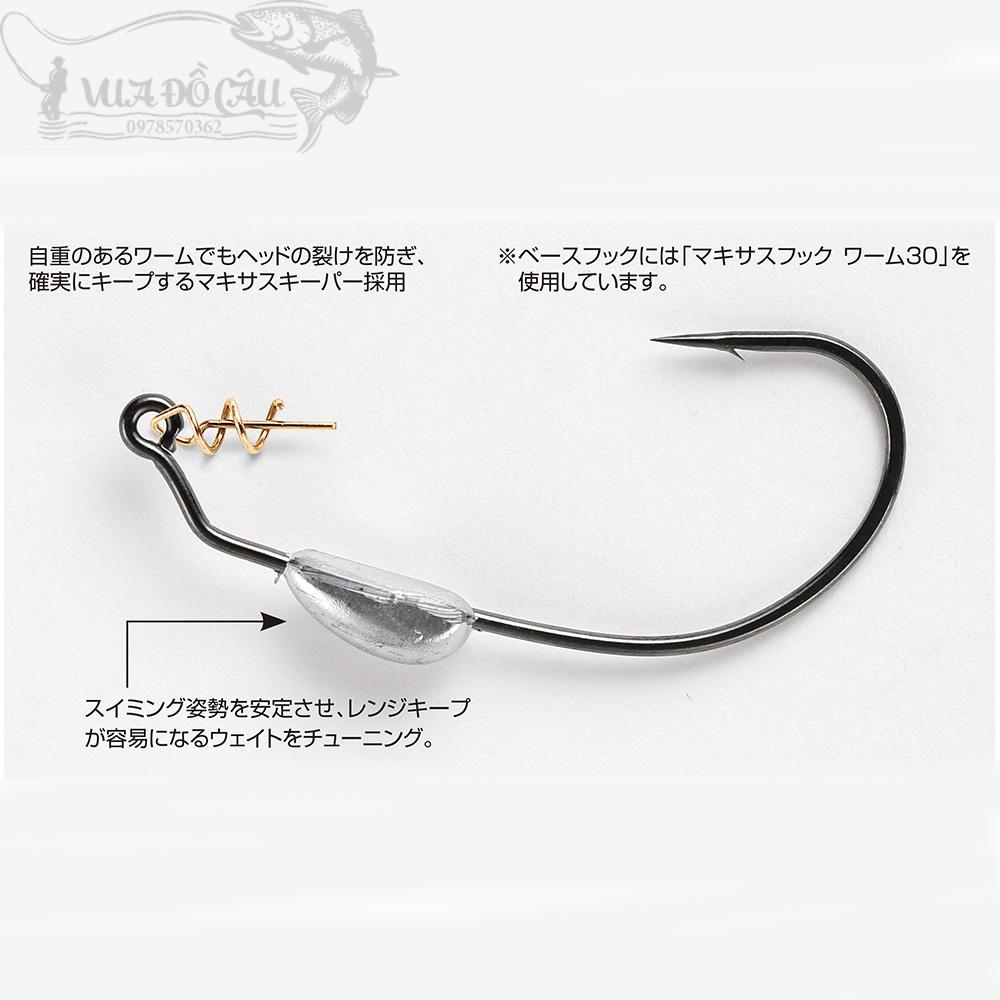 VUA ĐỒ CÂU
0978570362
自重のあるワームでもヘッドの裂けを防ぎ、
確実にキープするマキサスキーパー採用
※ベースフックには「マキサスフック ワーム30」を
使用しています。
スイミング姿勢を安定させ、レンジキープ
が容易になるウェイトをチューニング。